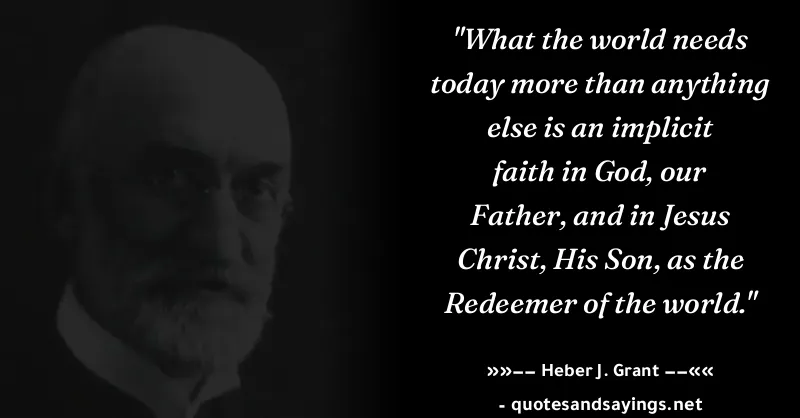 "What the world needs
today more than anything
else is an implicit
faith in God, our
Father, and in Jesus
Christ, His Son, as the
Redeemer of the world."
»»–– Heber J. Grant ––««
- quotesandsayings.net